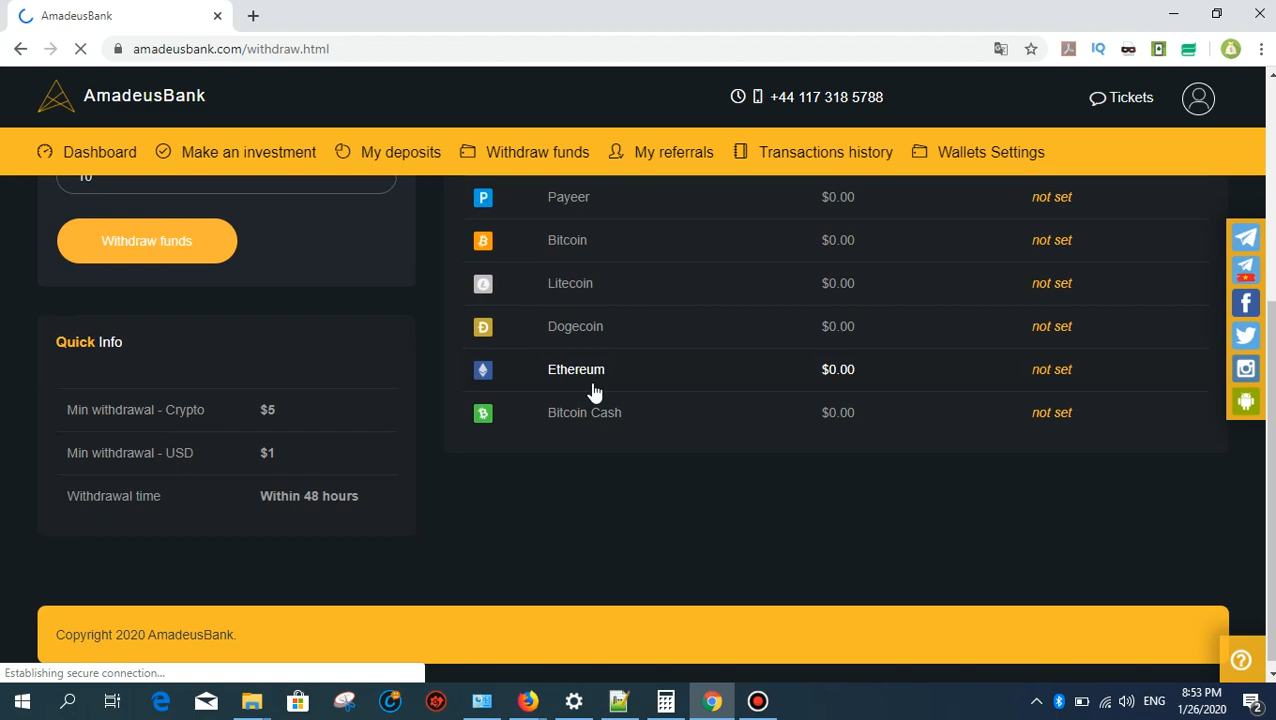 AmadeusBank
amadeusbank.com/withdraw.html
IQ
AmadeusBank
+44 117 318 5788
Tickets
Dashboard Make an investment My deposits Withdraw funds My referrals Transactions history Wallets Settings
10
Withdraw funds
Payeer $0.00 not set
Bitcoin $0.00 not set
Litecoin $0.00 not set
Dogecoin $0.00 not set
Ethereum $0.00 not set
Bitcoin Cash $0.00 not set
Quick Info
Min withdrawal - Crypto $5
Min withdrawal - USD $1
Withdrawal time Within 48 hours
Copyright 2020 AmadeusBank.
Establishing secure connection...
ENG
8:53 PM
1/26/2020
2